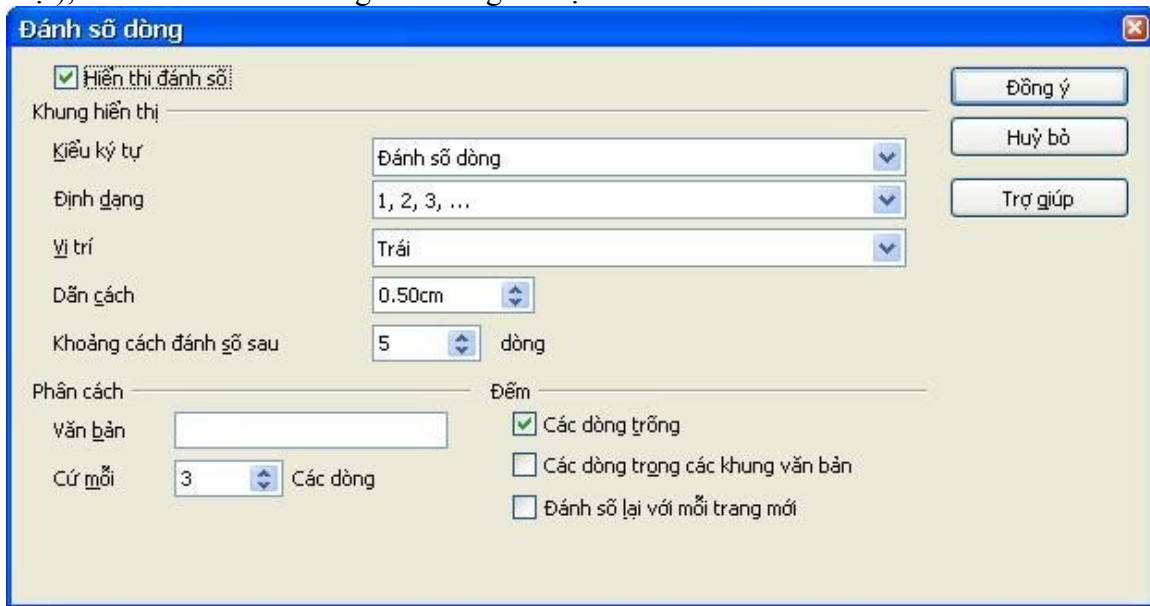 Đánh số dòng
Hiển thị đánh số
Đồng ý
Khung hiển thị
Huỷ bỏ
Kiểu ký tự
Đánh số dòng
Định dạng
1, 2, 3, ...
Trợ giúp
Vị trí
Trái
Dãn cách
0.50cm
Khoảng cách đánh số sau
5
dòng
Phân cách
Đếm
Văn bản
Các dòng trống
Cứ mỗi
3
Các dòng
Các dòng trong các khung văn bản
Đánh số lại với mỗi trang mới